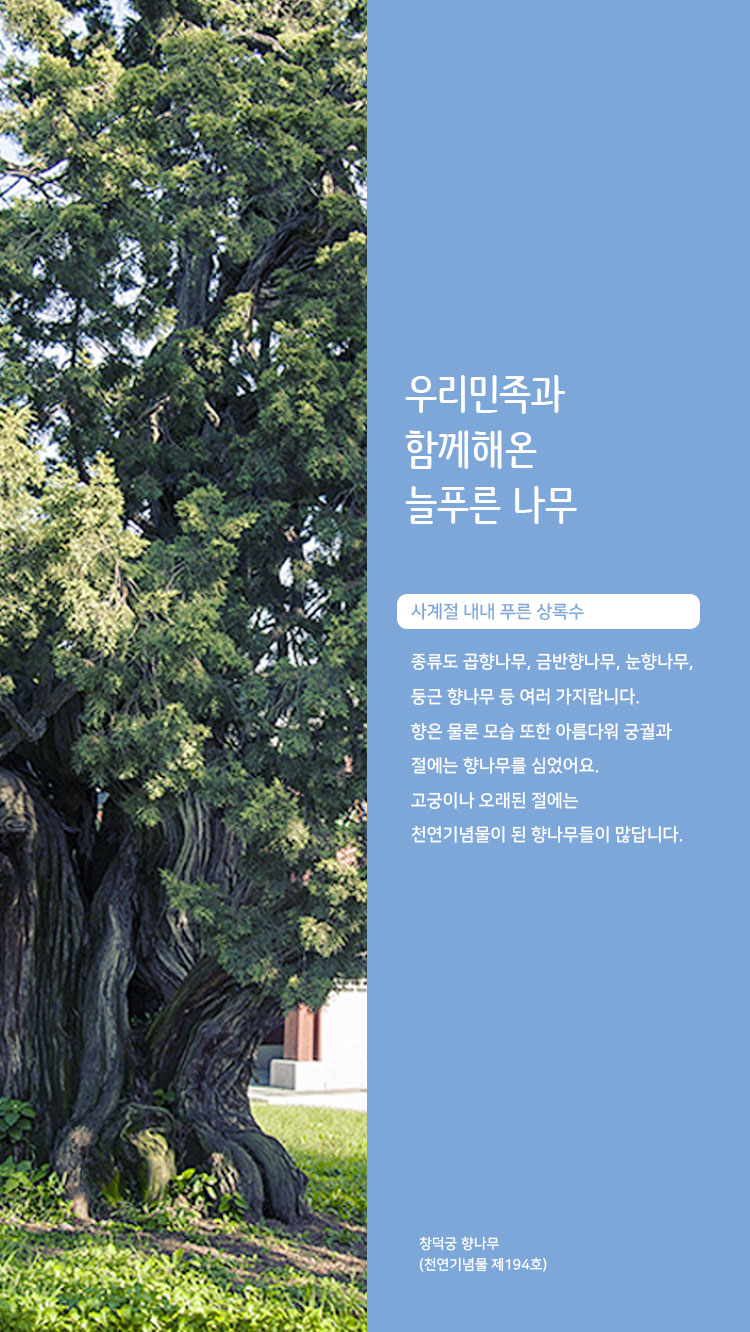 우리민족과
함께해온
늘푸른 나무
사계절 내내 푸른 상록수
종류도 곱향나무, 금반향나무, 눈향나무,
둥근 향나무 등 여러 가지랍니다.
향은 물론 모습 또한 아름다워 궁궐과
절에는 향나무를 심었어요.
고궁이나 오래된 절에는
천연기념물이 된 향나무들이 많답니다.
창덕궁 향나무
(천연기념물 제194호)